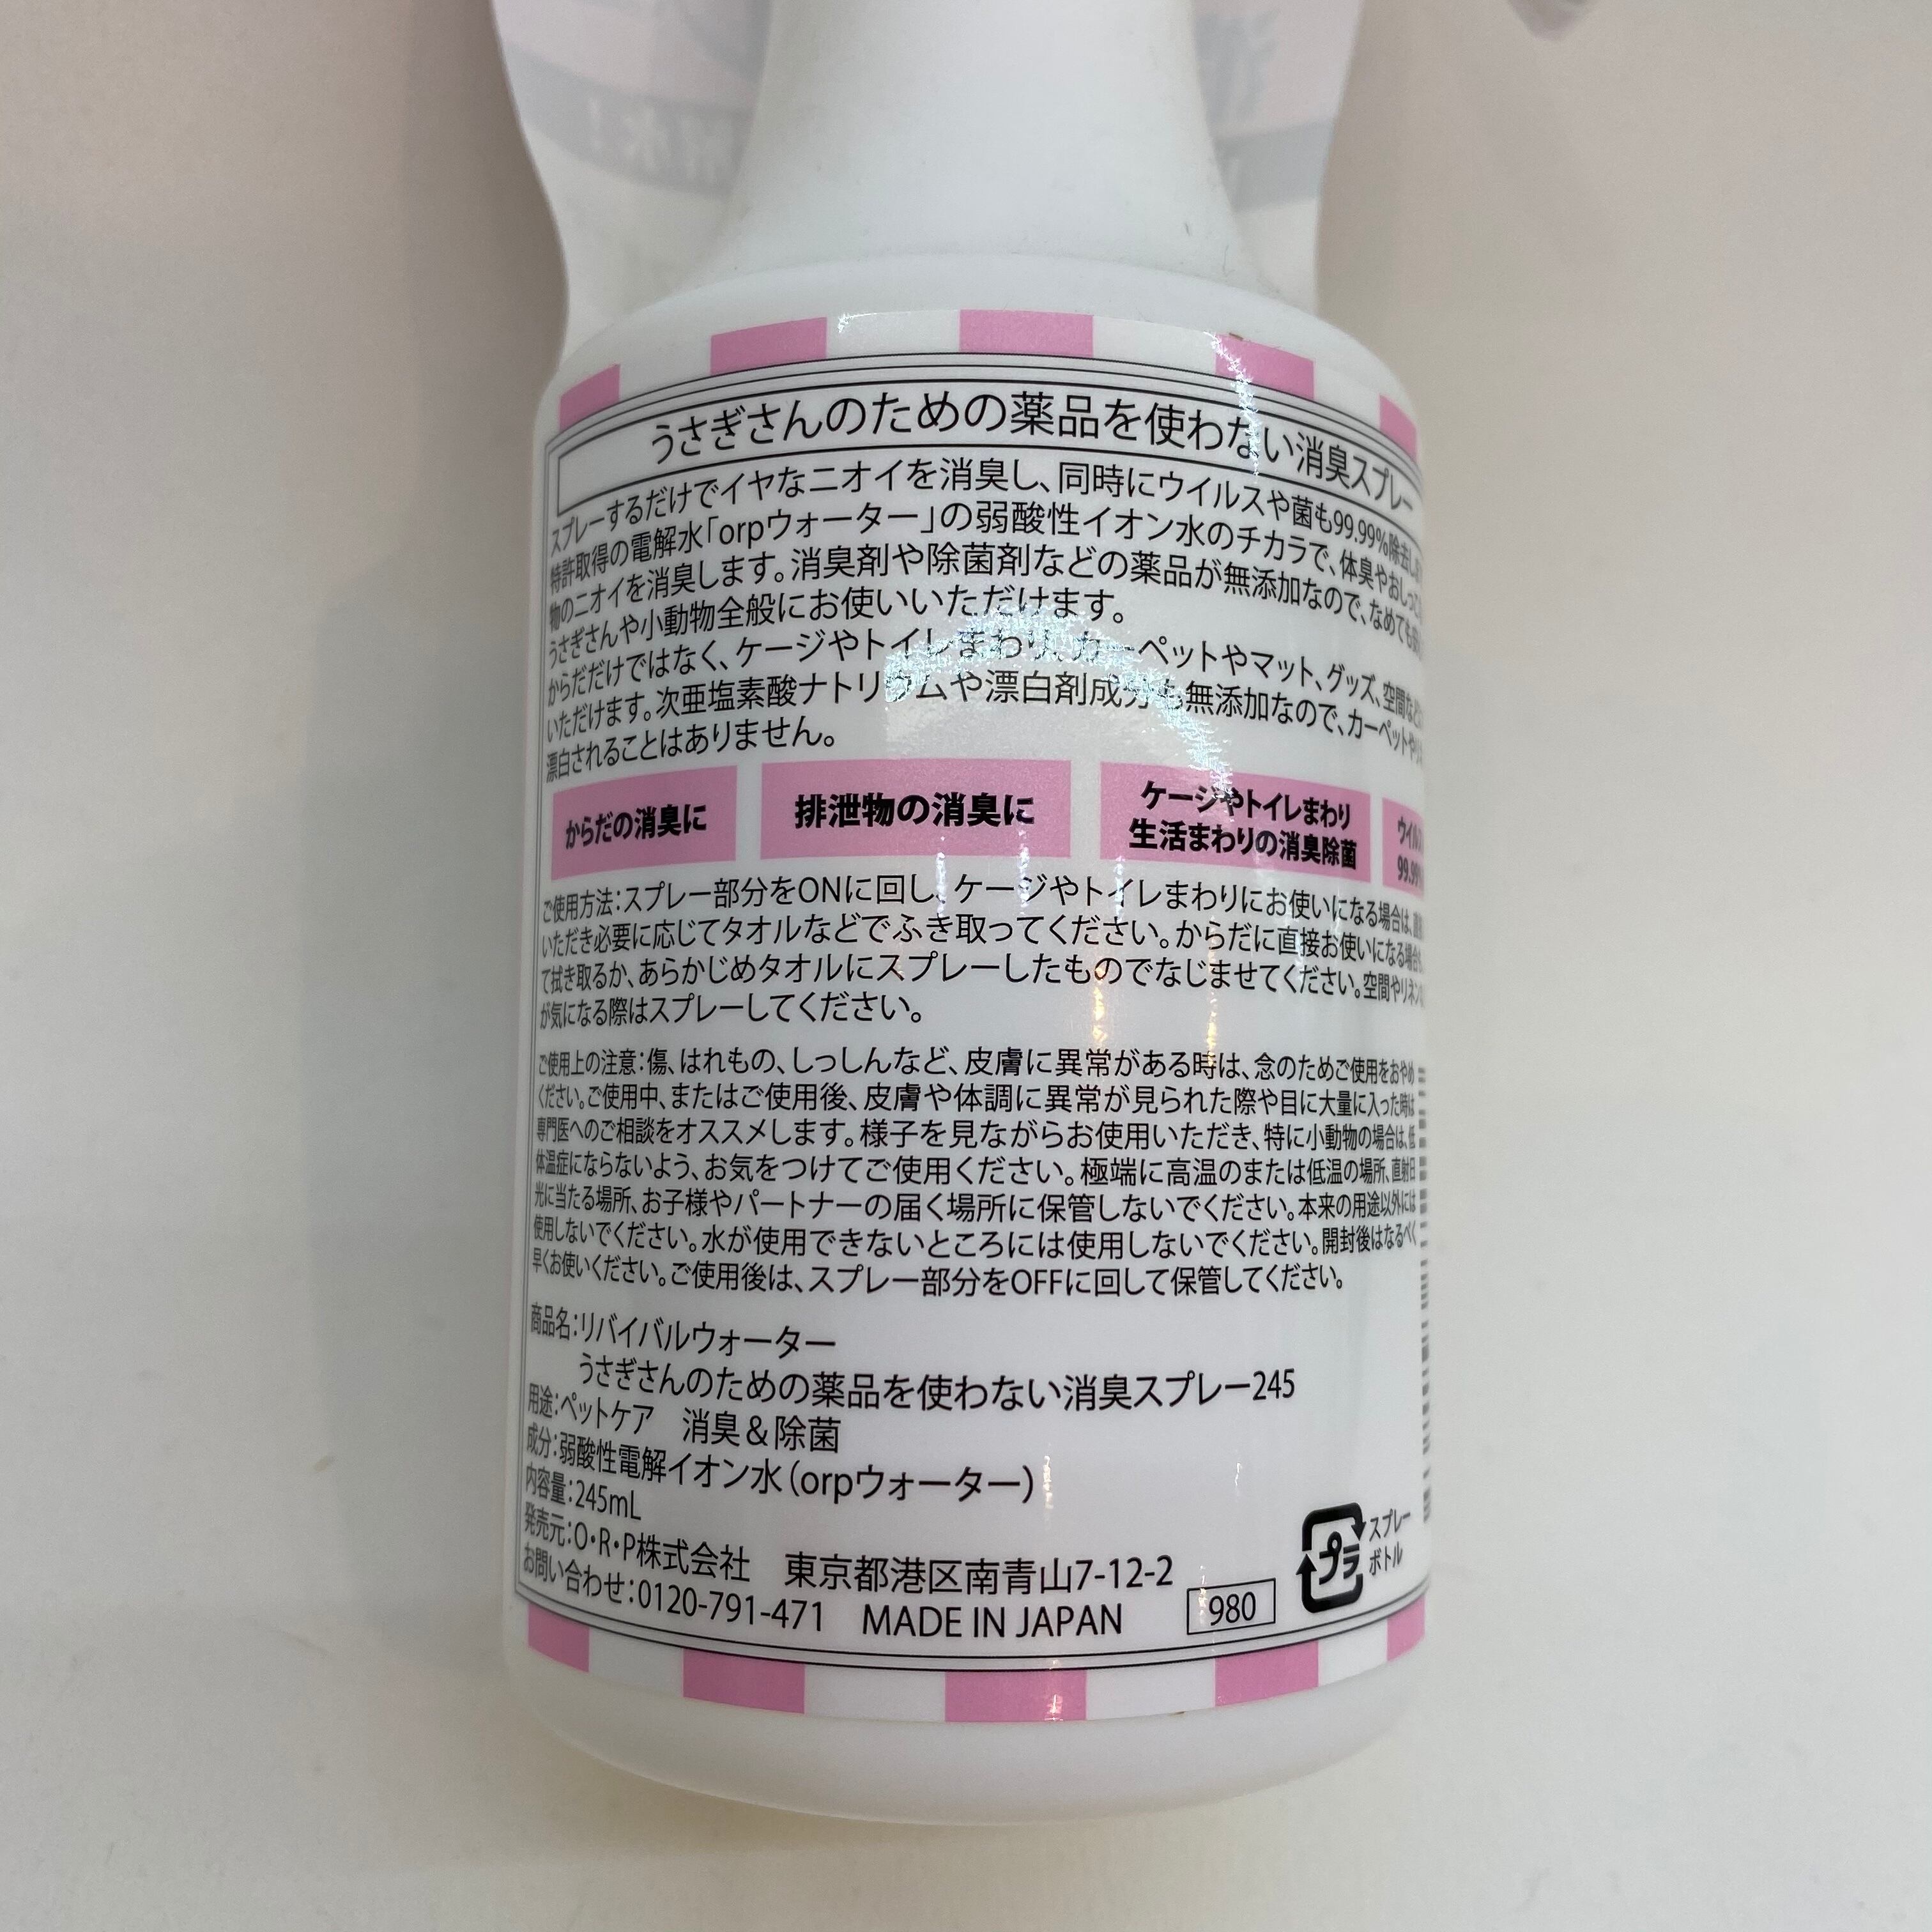 うさぎさんのための薬品を使わない消臭スプレー
スプレーするだけでイヤなニオイを消臭し、同時にウイルスや菌も99.99%除去し
特許取得の電解水「orpウォーター」の弱酸性イオン水のチカラで、体臭やおしっこ
物のニオイを消臭します。消臭剤や除菌剤などの薬品が無添加なので、なめても
うさぎさんや小動物全般にお使いいただけます。
からだだけではなく、ケージやトイレまわり、カーペットやマット、グッズ、空間など
いただけます。次亜塩素酸ナトリウムや漂白剤成分も無添加なので、カーペットや
漂白されることはありません。
からだの消臭に
排泄物の消臭に
ケージやトイレまわり
生活まわりの消臭除菌
99.99%
ご使用方法：スプレー部分をONに回し、ケージやトイレまわりにお使いになる場合は、
いただき必要に応じてタオルなどでふき取ってください。からだに直接お使いになる場合
て拭き取るか、あらかじめタオルにスプレーしたものでなじませてください。空間やリネン
が気になる際はスプレーしてください。
ご使用上の注意：傷、はれもの、しっしんなど、皮膚に異常がある時は、念のためご使用をおやめ
ください。ご使用中、またはご使用後、皮膚や体調に異常が見られた際や目に大量に入った時は
専門医へのご相談をオススメします。様子を見ながらお使用いただき、特に小動物の場合は、低
体温症にならないよう、お気をつけてご使用ください。極端に高温のまたは低温の場所、直射日
光に当たる場所、お子様やパートナーの届く場所に保管しないでください。本来の用途以外には
使用しないでください。水が使用できないところには使用しないでください。開封後はなるべく
早くお使いください。ご使用後は、スプレー部分をOFFに回して保管してください。
商品名：リバイバルウォーター
うさぎさんのための薬品を使わない消臭スプレー245
用途：ペットケア 消臭＆除菌
成分：弱酸性電解イオン水（orpウォーター）
内容量：245mL
発売元：O・R・P株式会社 東京都港区南青山7-12-2
お問い合わせ：0120-791-471 MADE IN JAPAN 980
プラ
スプレー
ボトル